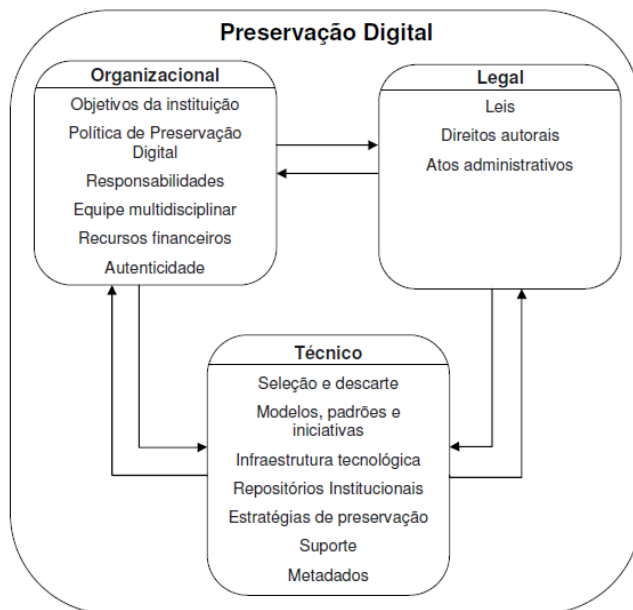 Preservação Digital
Organizacional
Objetivos da instituição
Política de Preservação
Digital
Responsabilidades
Equipe multidisciplinar
Recursos financeiros
Autenticidade
Legal
Leis
Direitos autorais
Atos administrativos
Técnico
Seleção e descarte
Modelos, padrões e
iniciativas
Infraestrutura tecnológica
Repositórios Institucionais
Estratégias de preservação
Suporte
Metadados